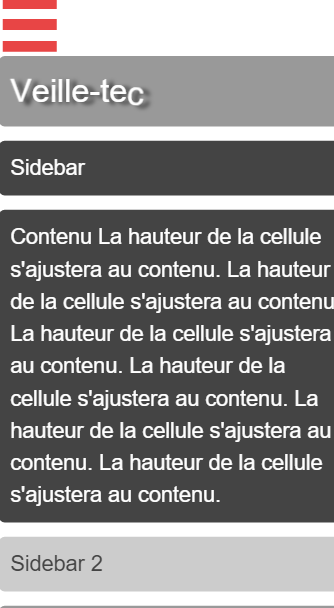 Veille-tec
Sidebar
Contenu La hauteur de la cellule
s'ajustera au contenu. La hauteur
de la cellule s'ajustera au contenu.
La hauteur de la cellule s'ajustera
au contenu. La hauteur de la
cellule s'ajustera au contenu. La
hauteur de la cellule s'ajustera au
contenu. La hauteur de la cellule
s'ajustera au contenu.
Sidebar 2